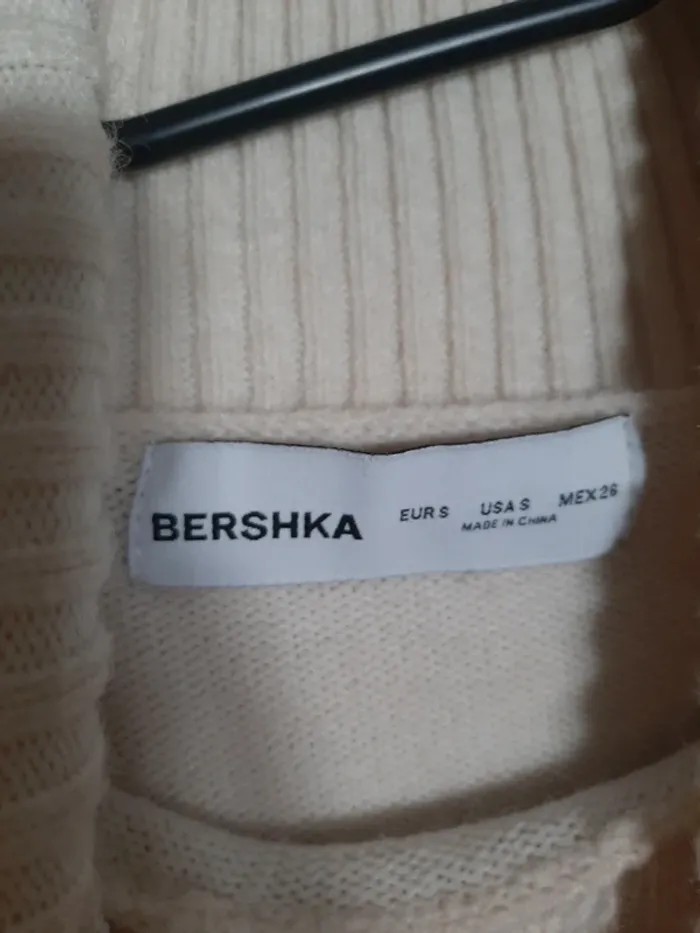 BERSHKA
EUR S USA S MEX 26
MADE IN CHINA